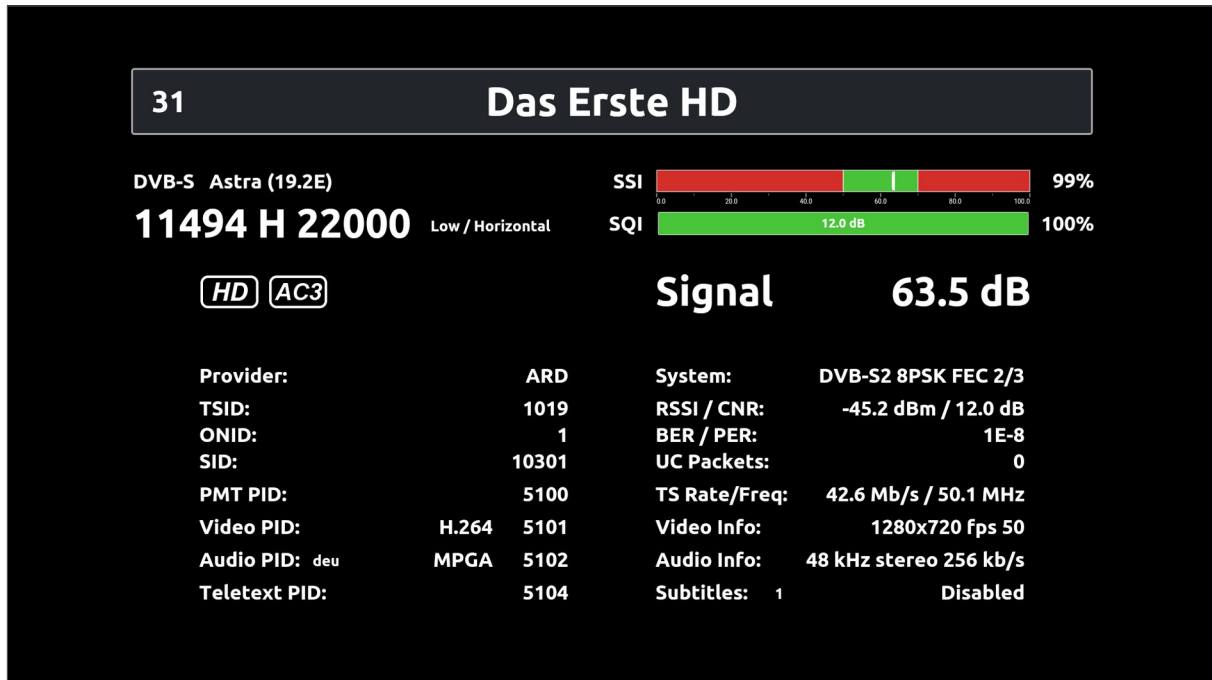 31 Das Erste HD
DVB-S Astra (19.2E)
11494 H 22000 Low / Horizontal
SSI 99%
0.0 20.0 40.0 60.0 80.0 100.0
SQI 12.0 dB 100%
HD AC3
Signal 63.5 dB
Provider: ARD
TSID: 1019
ONID: 1
SID: 10301
PMT PID: 5100
Video PID: H.264 5101
Audio PID: deu MPGA 5102
Teletext PID: 5104
System: DVB-S2 8PSK FEC 2/3
RSSI / CNR: -45.2 dBm / 12.0 dB
BER / PER: 1E-8
UC Packets: 0
TS Rate/Freq: 42.6 Mb/s / 50.1 MHz
Video Info: 1280x720 fps 50
Audio Info: 48 kHz stereo 256 kb/s
Subtitles: 1 Disabled